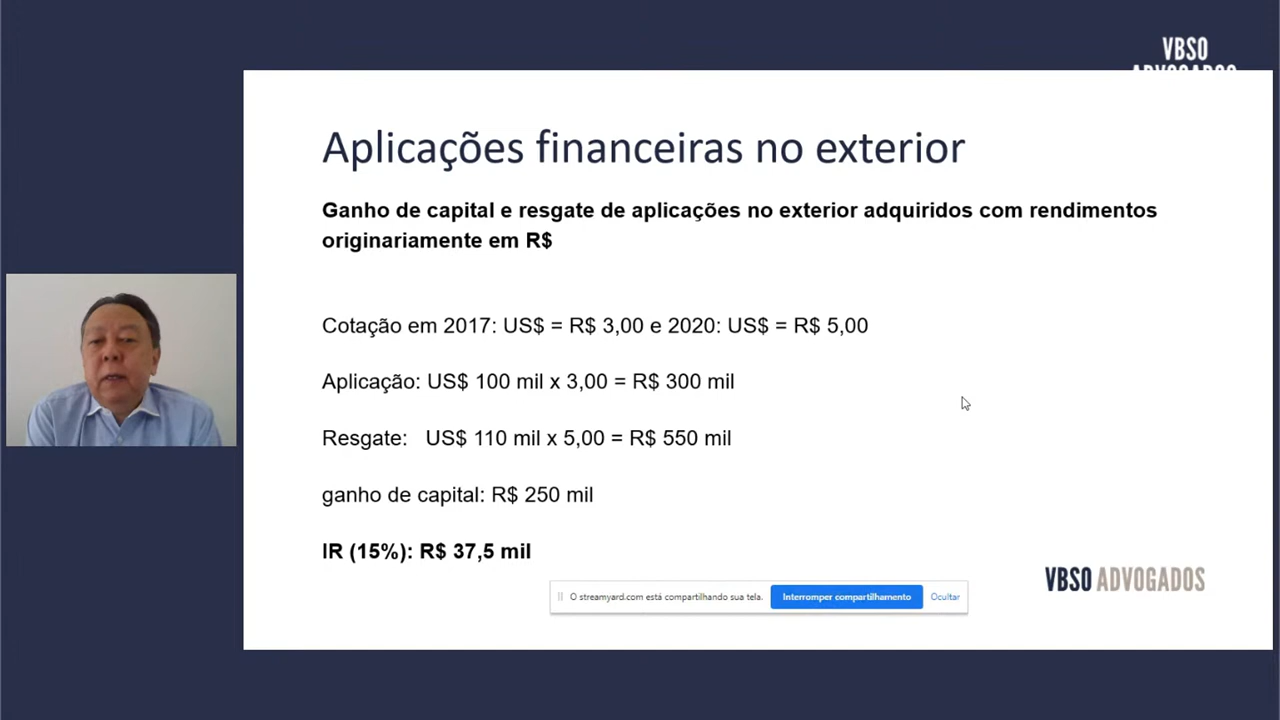 VBSO
ADVOGADOS
Aplicações financeiras no exterior
Ganho de capital e resgate de aplicações no exterior adquiridos com rendimentos
originariamente em R$
Cotação em 2017: US$ = R$ 3,00 e 2020: US$ = R$ 5,00
Aplicação: US$ 100 mil x 3,00 = R$ 300 mil
Resgate: US$ 110 mil x 5,00 = R$ 550 mil
ganho de capital: R$ 250 mil
IR (15%): R$ 37,5 mil
VBSO ADVOGADOS
O streamyard.com está compartilhando sua tela. Interromper compartilhamento Ocultar